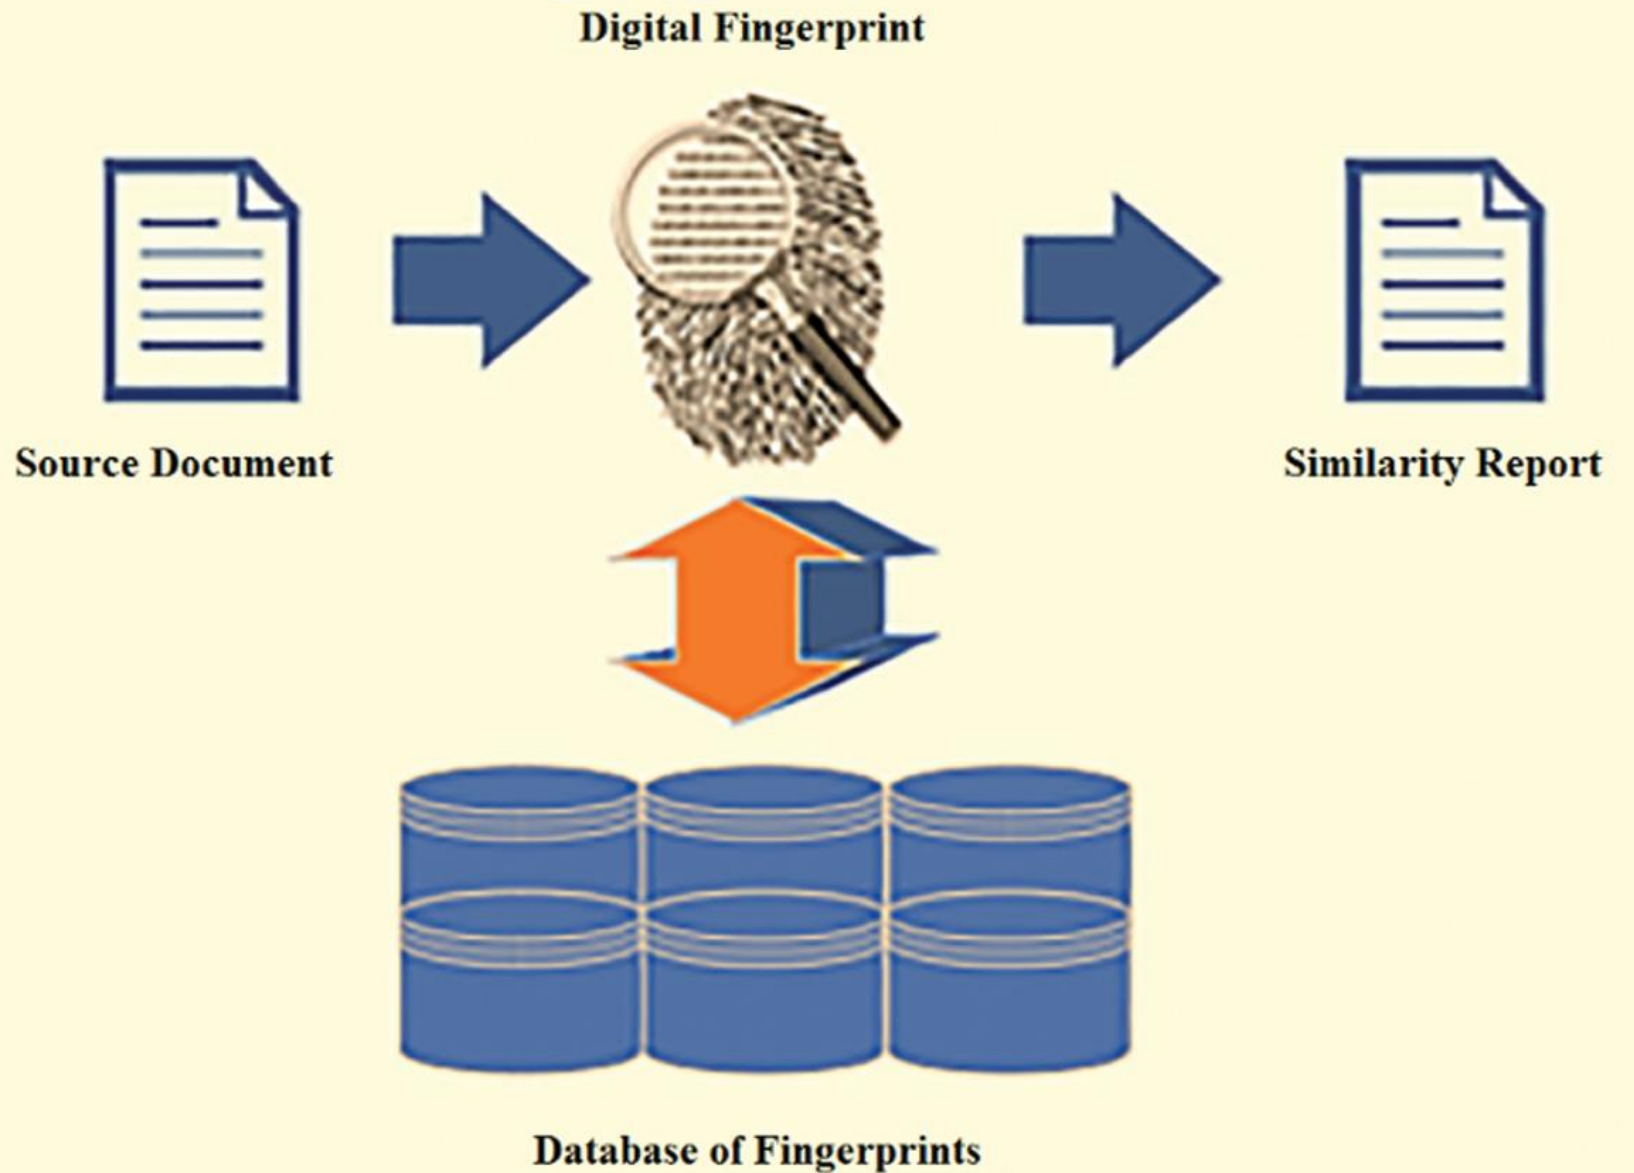 Digital Fingerprint
Source Document
Similarity Report
Database of Fingerprints